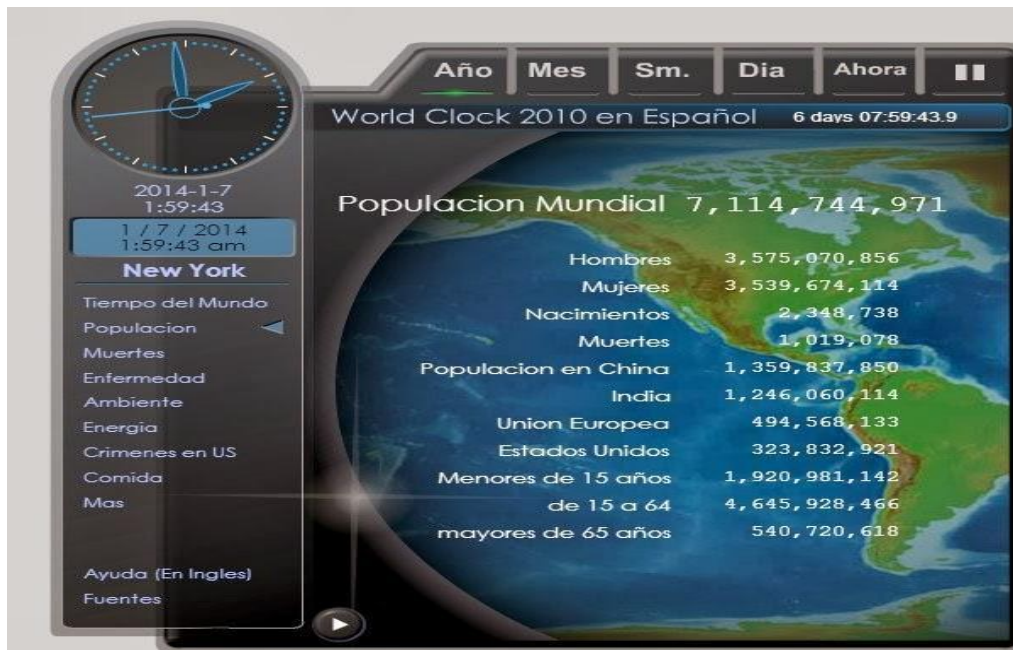 Año Mes Sm. Dia Ahora
World Clock 2010 en Español 6 days 07:59:43.9
2014-1-7
1:59:43
1 / 7 / 2014
1:59:43 am
New York
Tiempo del Mundo
Populacion
Muertes
Enfermedad
Ambiente
Energia
Crimenes en US
Comida
Mas
Ayuda (En Ingles)
Fuentes
Populacion Mundial 7,114,744,971
Hombres 3,575,070,856
Mujeres 3,539,674,114
Nacimientos 2,348,738
Muertes 1,019,078
Populacion en China 1,359,837,850
India 1,246,060,114
Union Europea 494,568,133
Estados Unidos 323,832,921
Menores de 15 años 1,920,981,142
de 15 a 64 4,645,928,466
mayores de 65 años 540,720,618